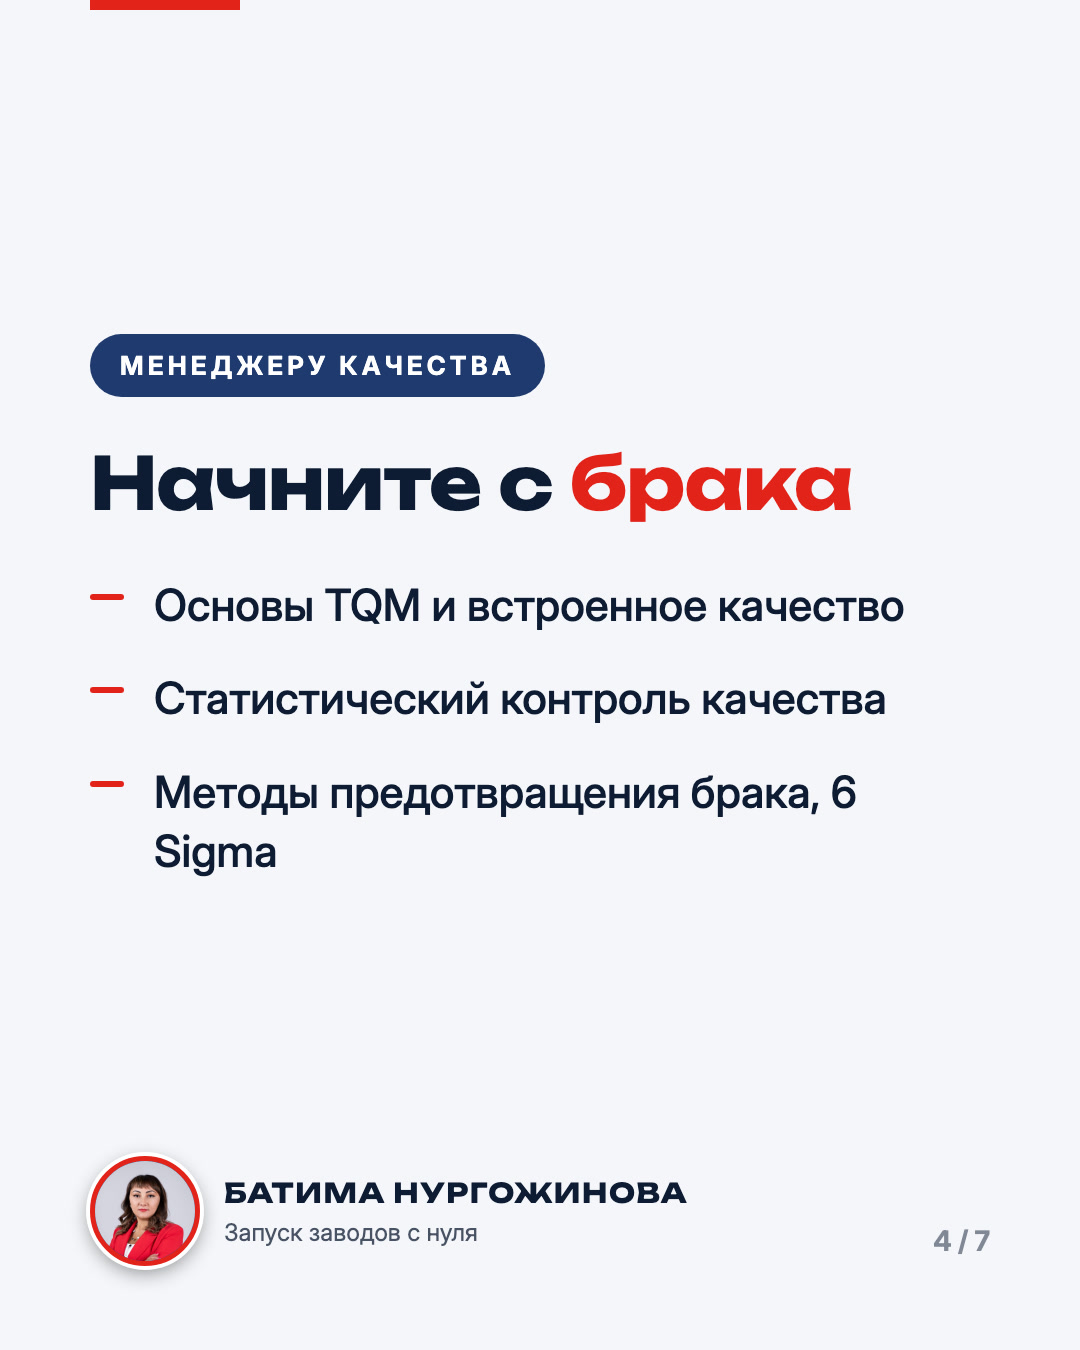 МЕНЕДЖЕРУ КАЧЕСТВА
Начните с брака
Основы TQM и встроенное качество
Статистический контроль качества
Методы предотвращения брака, 6
Sigma
БАТИМА НУРГОЖИНОВА
Запуск заводов с нуля
4 / 7